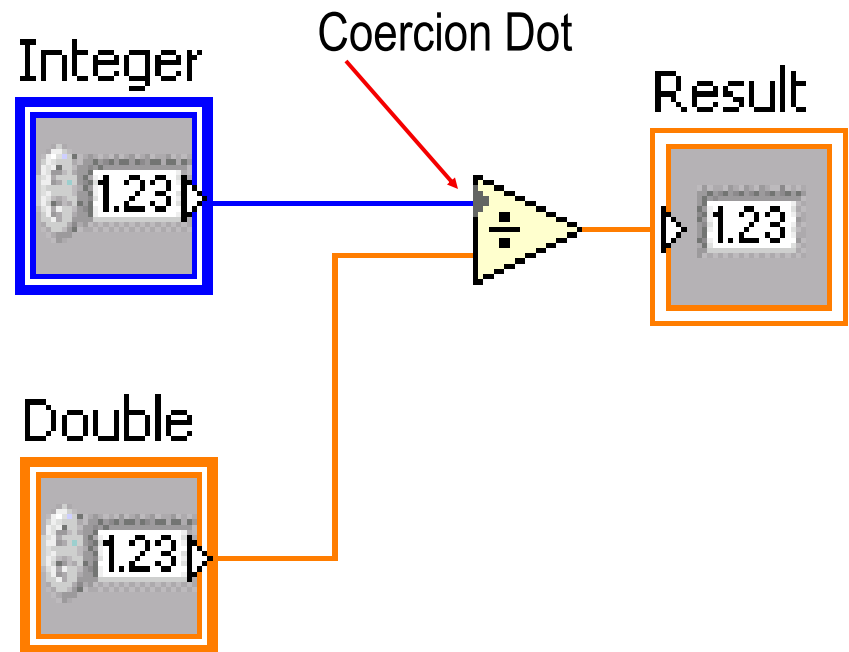 Coercion Dot
Integer
Result
1.23
1.23
÷
Double
1.23